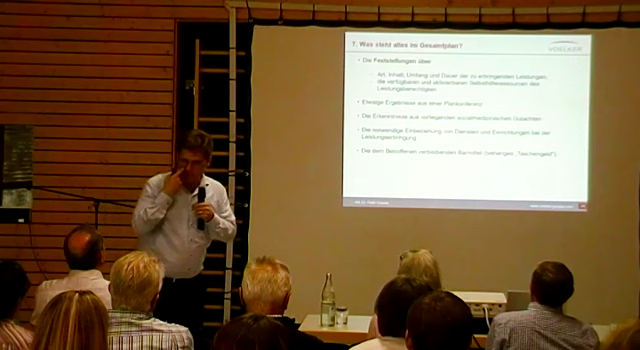 7. Was steht alles im Gesamtplan?
VOELKER
• Die Feststellungen über
- Art, Inhalt, Umfang und Dauer der zu erbringenden Leistungen,
- die verfügbaren und aktivierbaren Selbsthilferessourcen des
Leistungsberechtigten
• Etwaige Ergebnisse aus einer Plankonferenz
• Die Erkenntnisse aus vorliegenden sozialmedizinischen Gutachten
• Die notwendige Einbeziehung von Diensten und Einrichtungen bei der
Leistungserbringung
• Die dem Betroffenen verbleibenden Barmittel (bisheriges „Taschengeld")